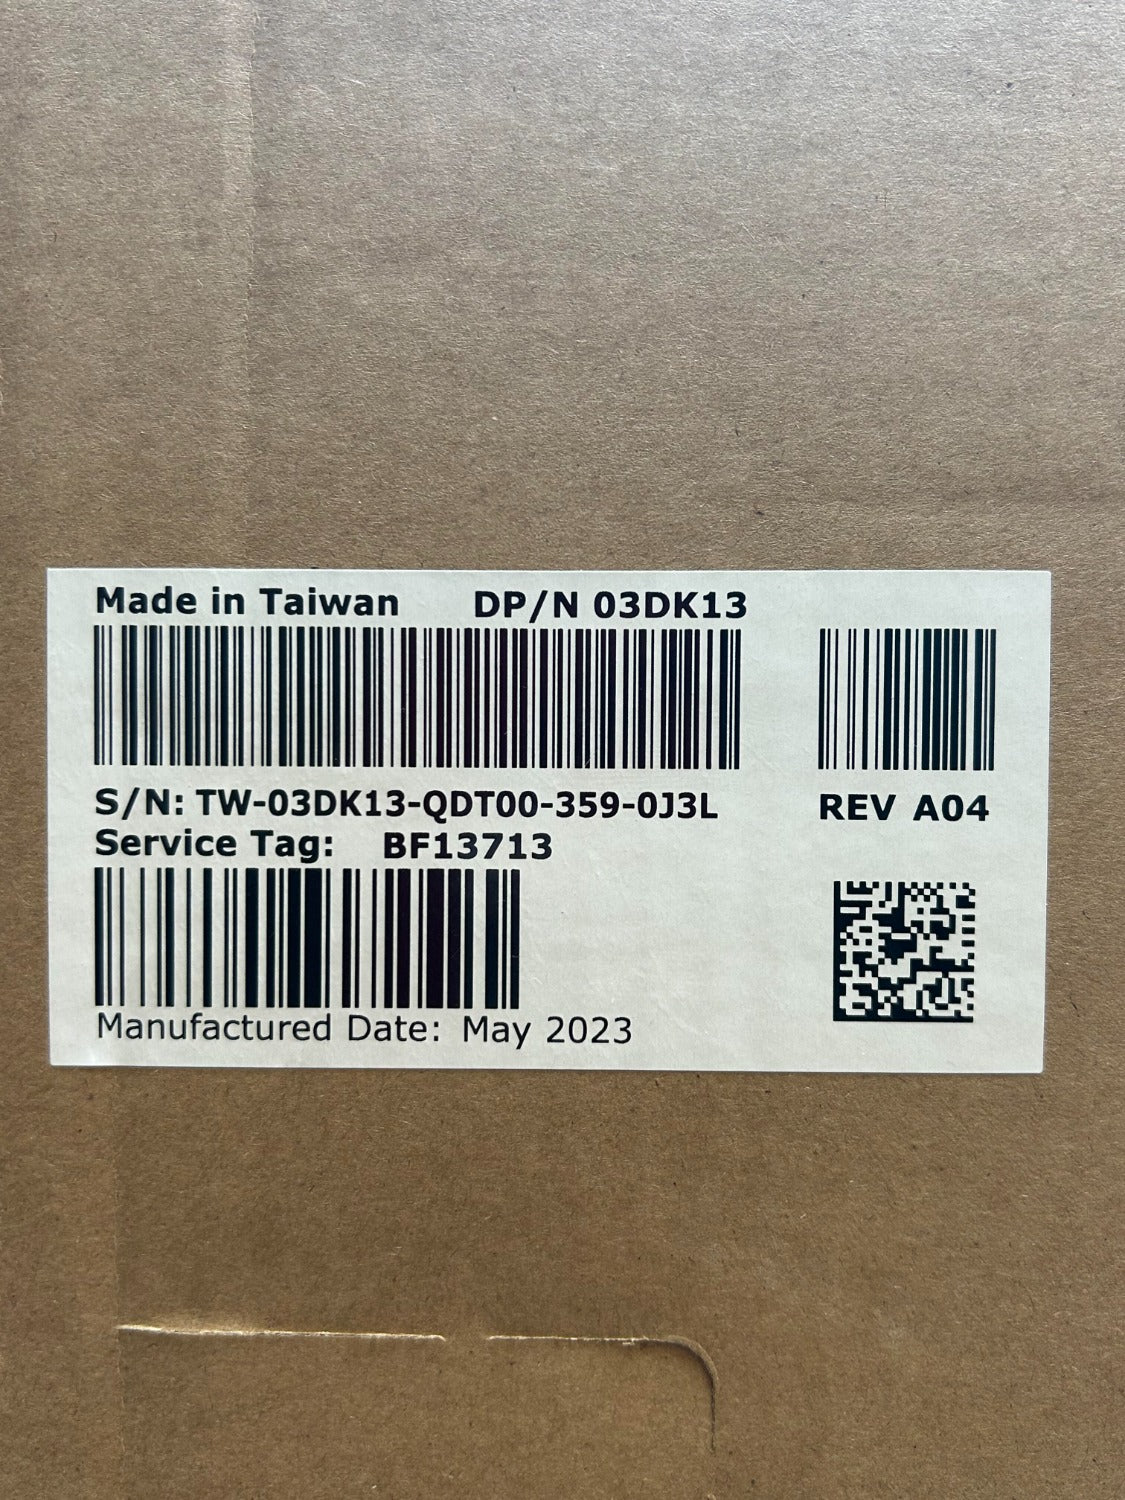 Made in Taiwan DP/N 03DK13
S/N: TW-03DK13-QDT00-359-0J3L REV A04
Service Tag: BF13713
Manufactured Date: May 2023